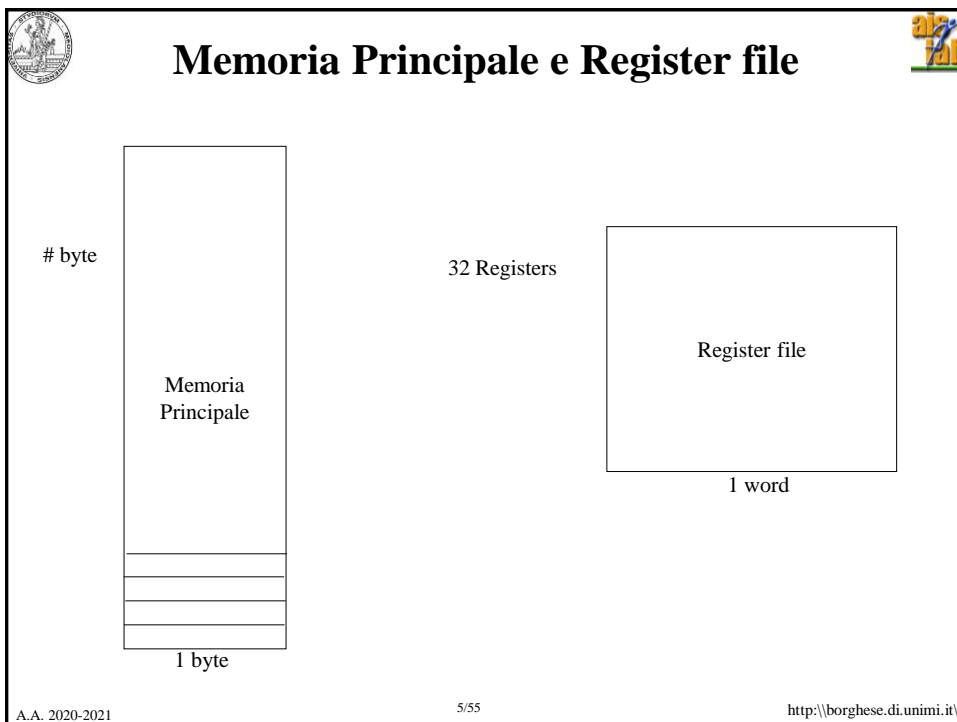 Memoria Principale e Register file
# byte
32 Registers
Register file
Memoria
Principale
1 word
1 byte
A.A. 2020-2021
5/55
http:\\borghese.di.unimi.it\